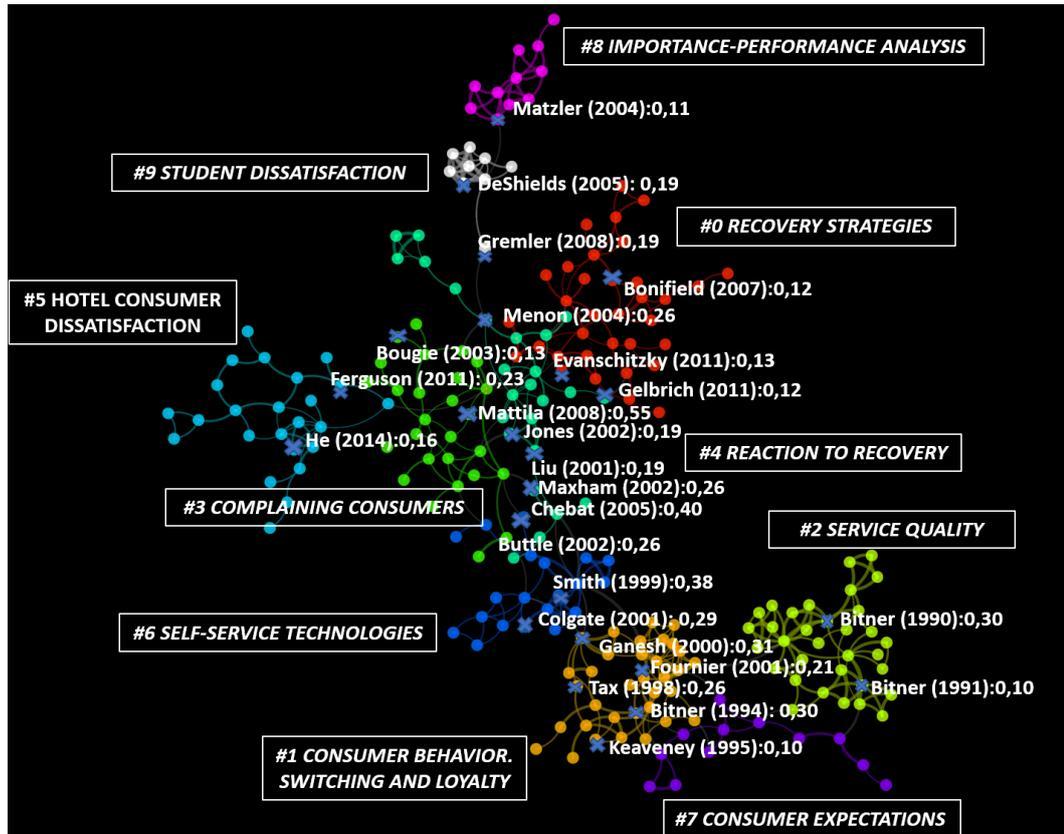 #8 IMPORTANCE-PERFORMANCE ANALYSIS
Matzler (2004):0,11
#9 STUDENT DISSATISFACTION
DeShields (2005): 0,19
#0 RECOVERY STRATEGIES
Gremler (2008):0,19
Bonifield (2007):0,12
#5 HOTEL CONSUMER
DISSATISFACTION
Menon (2004):0,26
Bougie (2003):0,13
Evanschitzky (2011):0,13
Ferguson (2011): 0,23
Gelbrich (2011):0,12
Mattila (2008):0,55
Jones (2002):0,19
He (2014):0,16
#4 REACTION TO RECOVERY
Liu (2001):0,19
Maxham (2002):0,26
#3 COMPLAINING CONSUMERS
Chebat (2005):0,40
#2 SERVICE QUALITY
Buttle (2002):0,26
Smith (1999):0,38
Colgate (2001):0,29
Bitner (1990):0,30
#6 SELF-SERVICE TECHNOLOGIES
Ganesh (2000):0,31
Fournier (2001):0,21
Tax (1998):0,26
Bitner (1991):0,10
Bitner (1994): 0,30
Keaveney (1995):0,10
#1 CONSUMER BEHAVIOR.
SWITCHING AND LOYALTY
#7 CONSUMER EXPECTATIONS